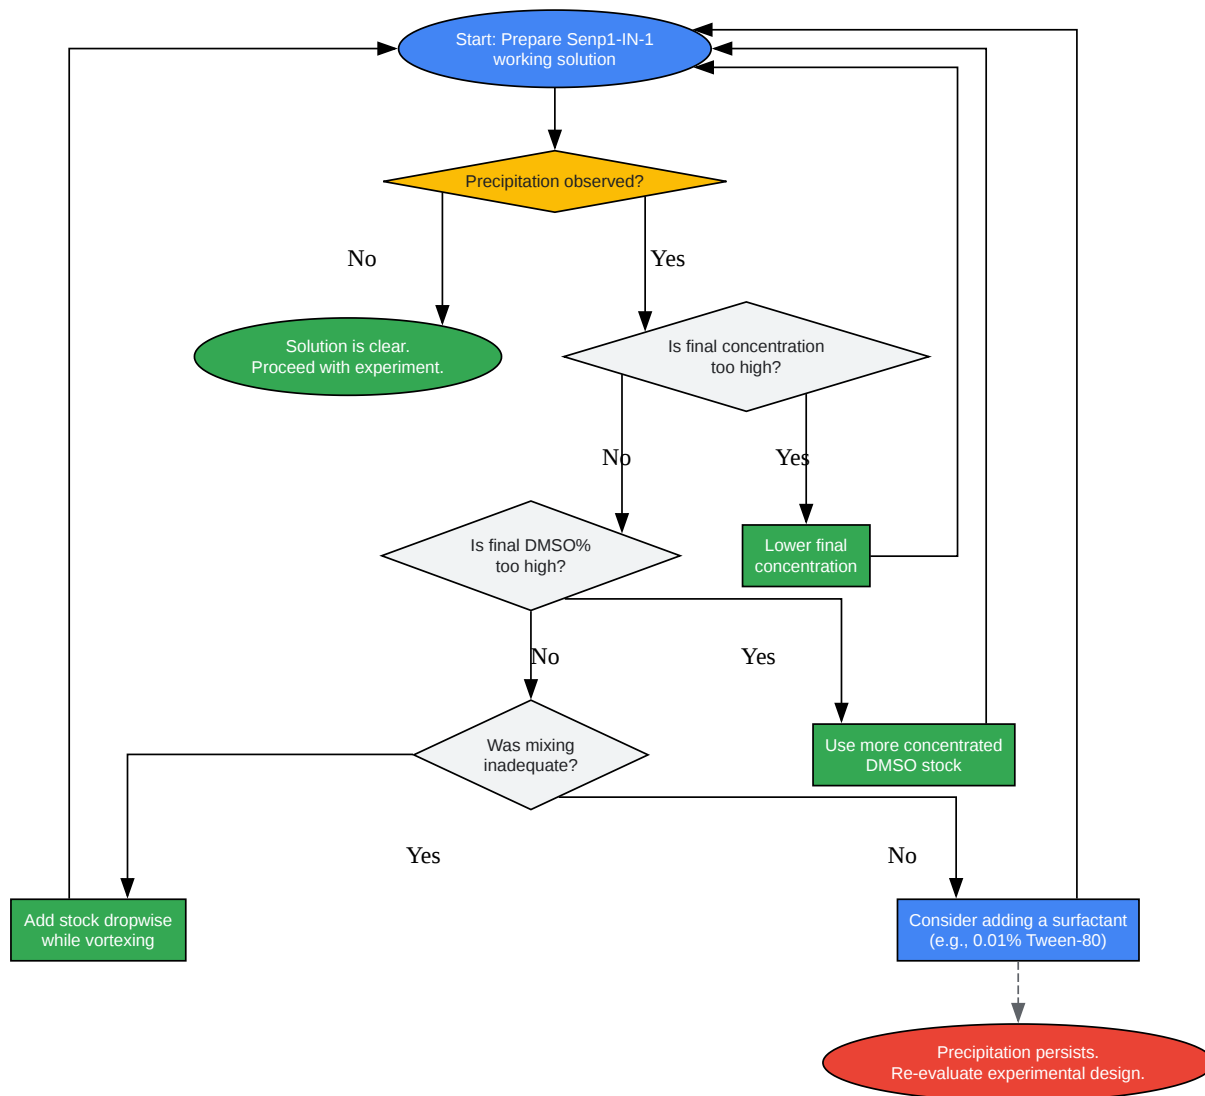 Start: Prepare Senp1-IN-1
working solution
Precipitation observed?
No
Yes
Solution is clear.
Proceed with experiment.
Is final concentration
too high?
No
Yes
Is final DMSO%
too high?
Lower final
concentration
No
Yes
Was mixing
inadequate?
Use more concentrated
DMSO stock
Yes
No
Add stock dropwise
while vortexing
Consider adding a surfactant
(e.g., 0.01% Tween-80)
Precipitation persists.
Re-evaluate experimental design.